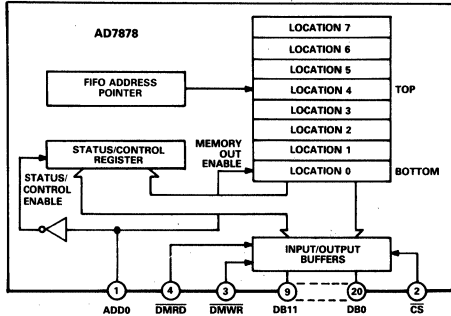 AD7878
LOCATION 7
LOCATION 6
LOCATION 5
LOCATION 4
LOCATION 3
LOCATION 2
LOCATION 1
LOCATION 0
TOP
BOTTOM
FIFO ADDRESS
POINTER
STATUS/CONTROL
REGISTER
MEMORY
OUT
ENABLE
STATUS/
CONTROL
ENABLE
INPUT/OUTPUT
BUFFERS
1
4
3
9
20
2
ADD0
DMRD
DMWR
DB11
DB0
CS